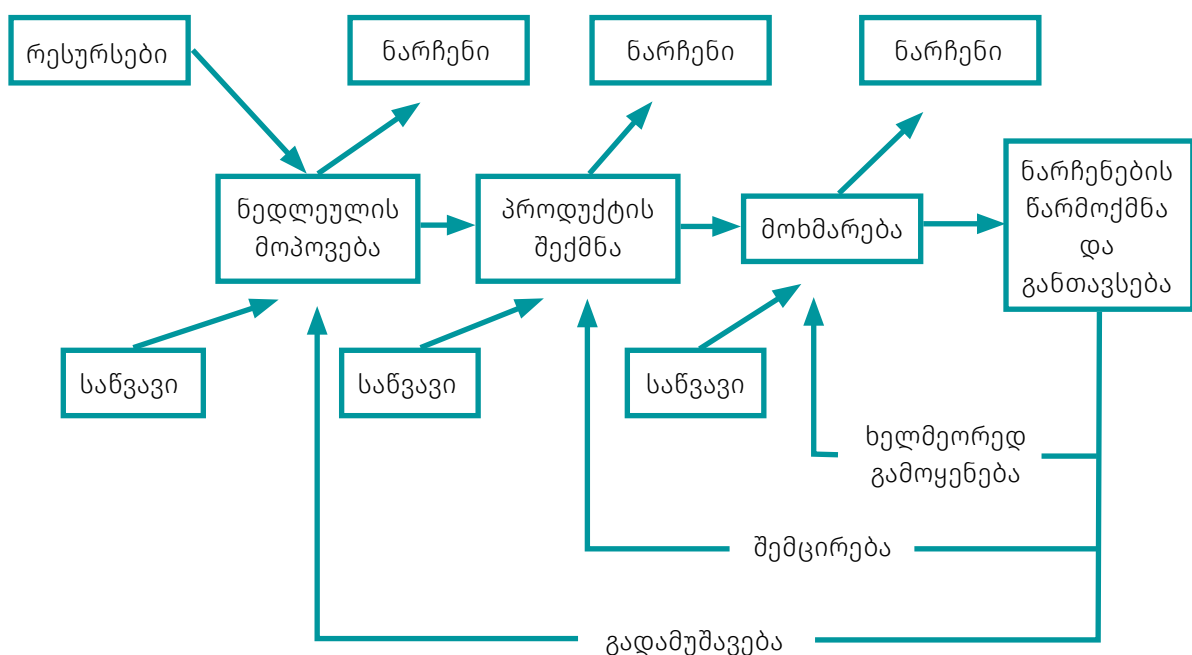 რესურსები
ნარჩენი
ნარჩენი
ნარჩენი
ნედლეულის
მოპოვება
პროდუქტის
შექმნა
მოხმარება
ნარჩენების
წარმოქმნა
და
განთავსება
საწვავი
საწვავი
საწვავი
ხელმეორედ
გამოყენება
შემცირება
გადამუშავება